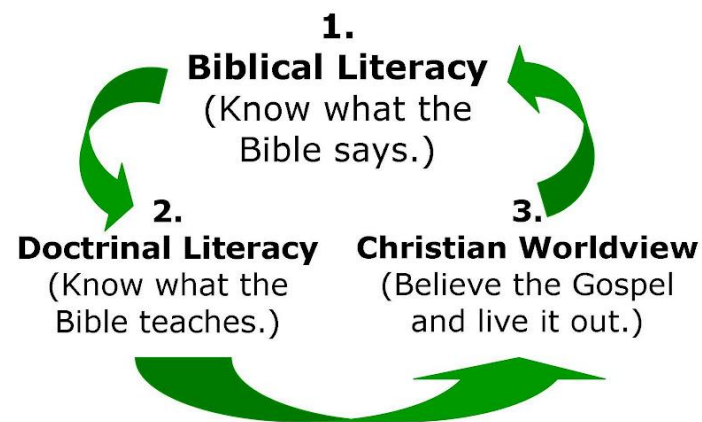 1.
Biblical Literacy
(Know what the
Bible says.)
2.
Doctrinal Literacy
(Know what the
Bible teaches.)
3.
Christian Worldview
(Believe the Gospel
and live it out.)